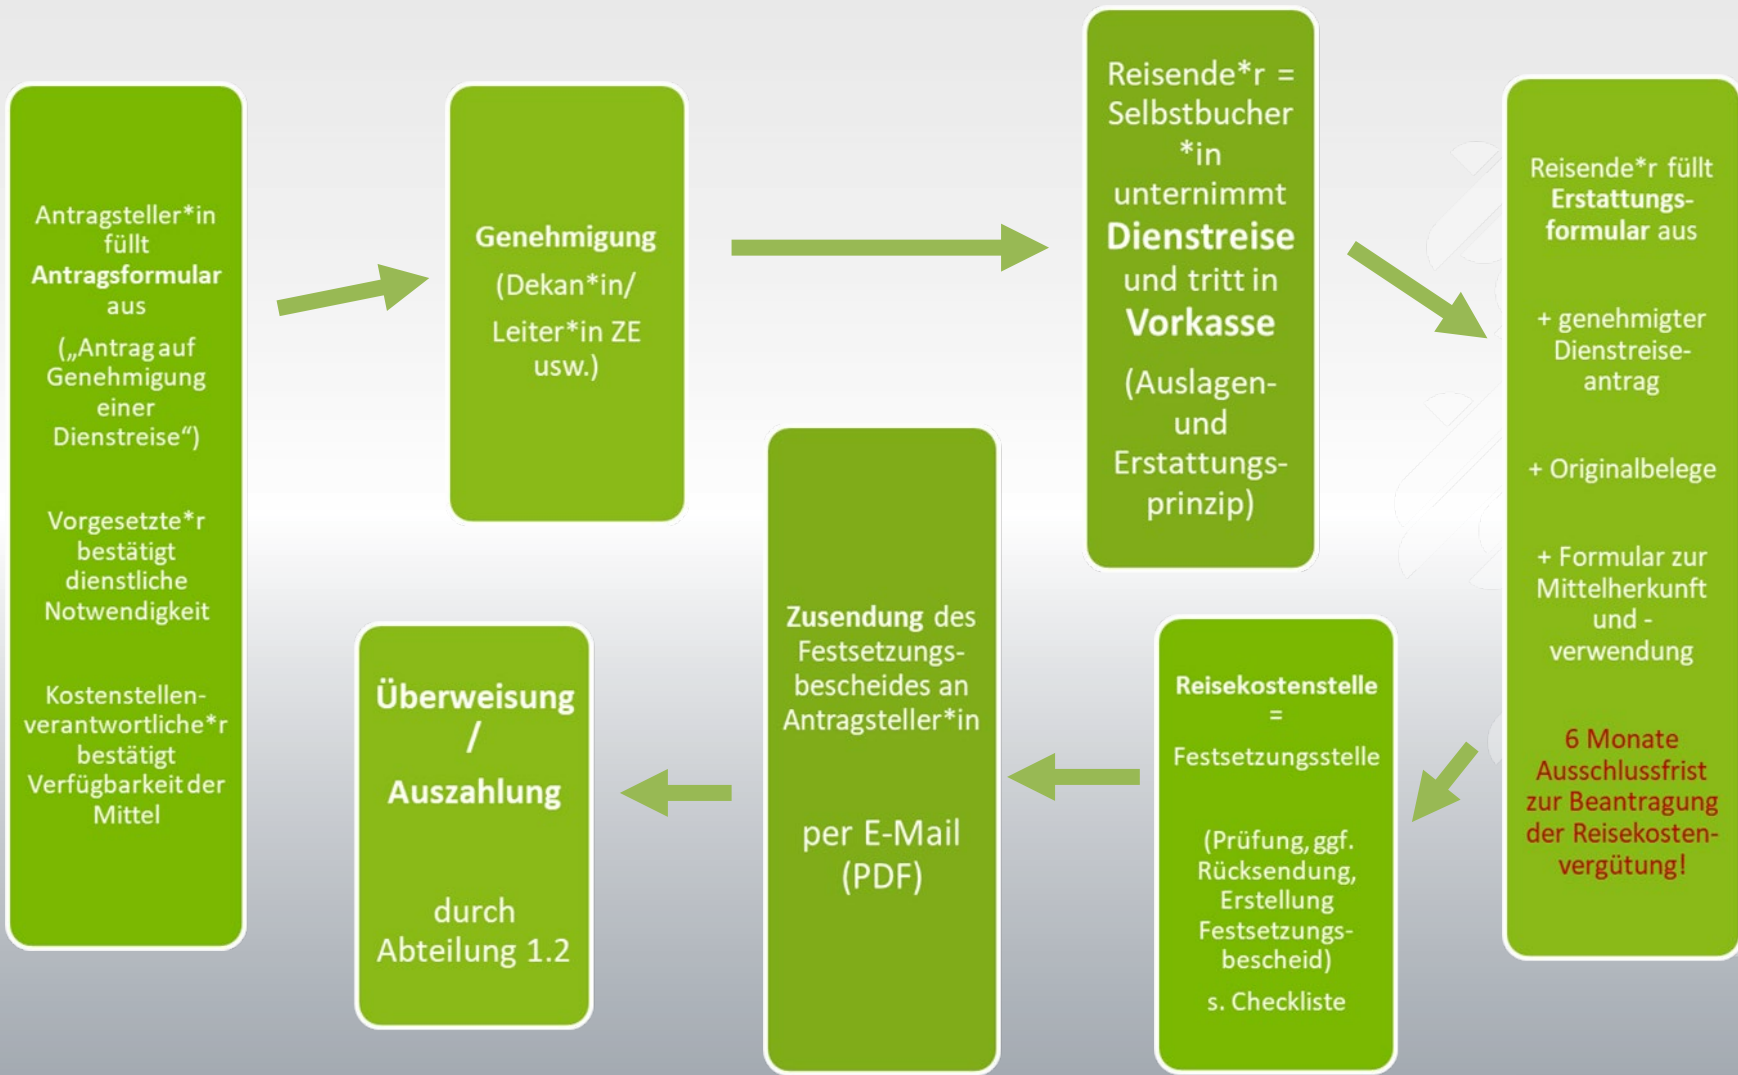 Antragsteller*in
füllt
Antragsformular
aus
(„Antrag auf
Genehmigung
einer
Dienstreise“)
Vorgesetzte*r
bestätigt
dienstliche
Notwendigkeit
Kostenstellen-
verantwortliche*r
bestätigt
Verfügbarkeit der
Mittel
Genehmigung
(Dekan*in/
Leiter*in ZE
usw.)
Reisende*r =
Selbstbucher
*in
unternimmt
Dienstreise
und tritt in
Vorkasse
(Auslagen-
und
Erstattungs-
prinzip)
Reisende*r füllt
Erstattungs-
formular aus
+ genehmigter
Dienstreise-
antrag
+ Originalbelege
+ Formular zur
Mittelherkunft
und -
verwendung
6 Monate
Ausschlussfrist
zur Beantragung
der Reisekosten-
vergütung!
Reisekostenstelle
=
Festsetzungsstelle
(Prüfung, ggf.
Rücksendung,
Erstellung
Festsetzungs-
bescheid)
s. Checkliste
Zusendung des
Festsetzungs-
bescheides an
Antragsteller*in
per E-Mail
(PDF)
Überweisung
/
Auszahlung
durch
Abteilung 1.2